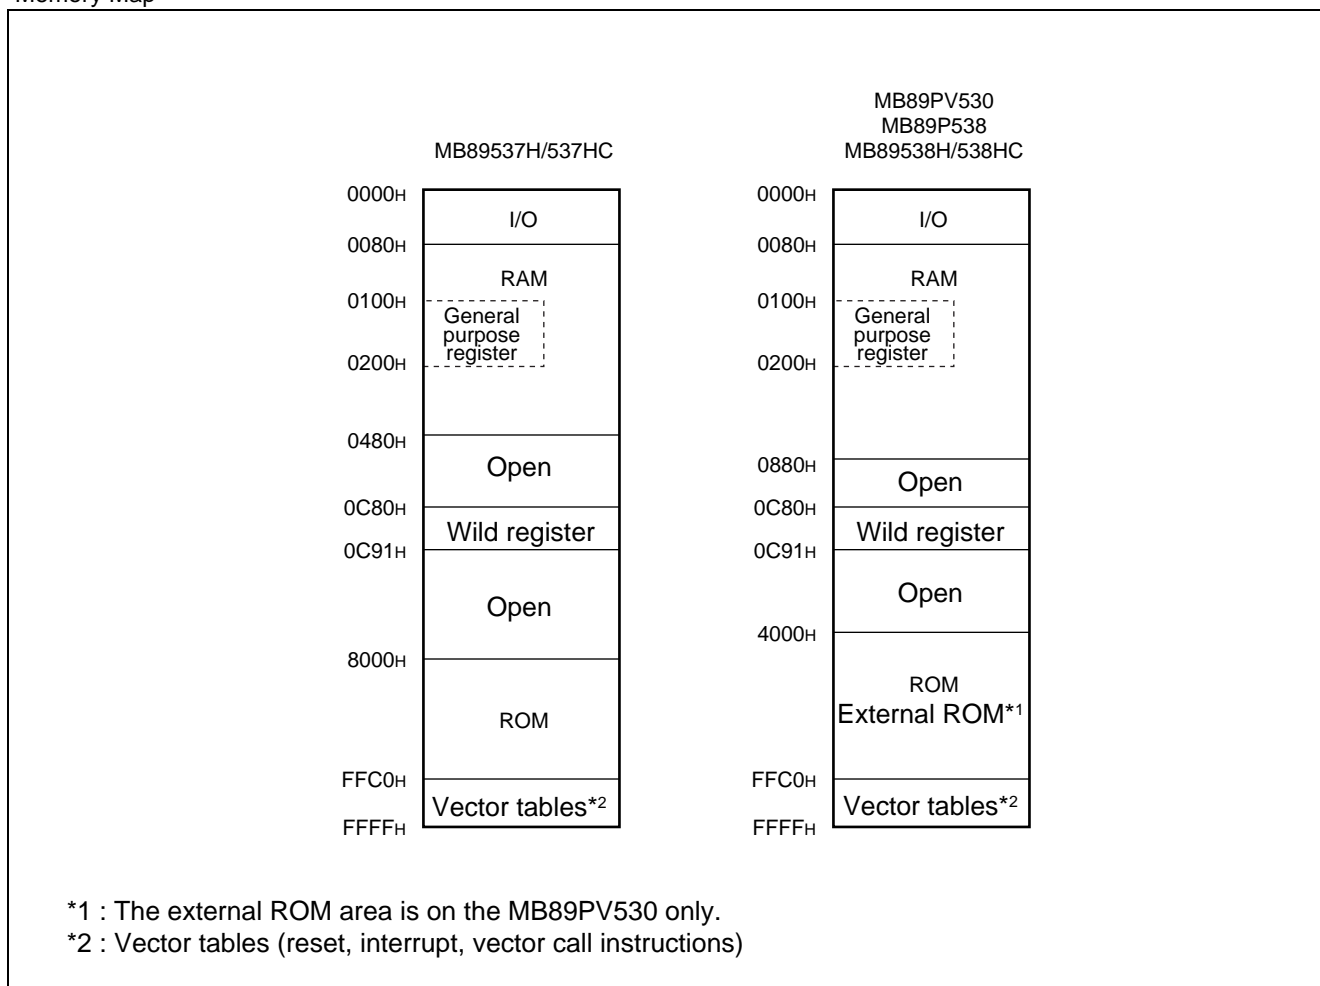 Memory Map
MB89537H/537HC
0000H
I/O
0080H
RAM
0100H
General
purpose
register
0200H
0480H
Open
0C80H
Wild register
0C91H
Open
8000H
ROM
FFC0H
Vector tables*2
FFFFH
MB89PV530
MB89P538
MB89538H/538HC
0000H
I/O
0080H
RAM
0100H
General
purpose
register
0200H
0880H
Open
0C80H
Wild register
0C91H
Open
4000H
ROM
External ROM*1
FFC0H
Vector tables*2
FFFFH
*1 : The external ROM area is on the MB89PV530 only.
*2 : Vector tables (reset, interrupt, vector call instructions)